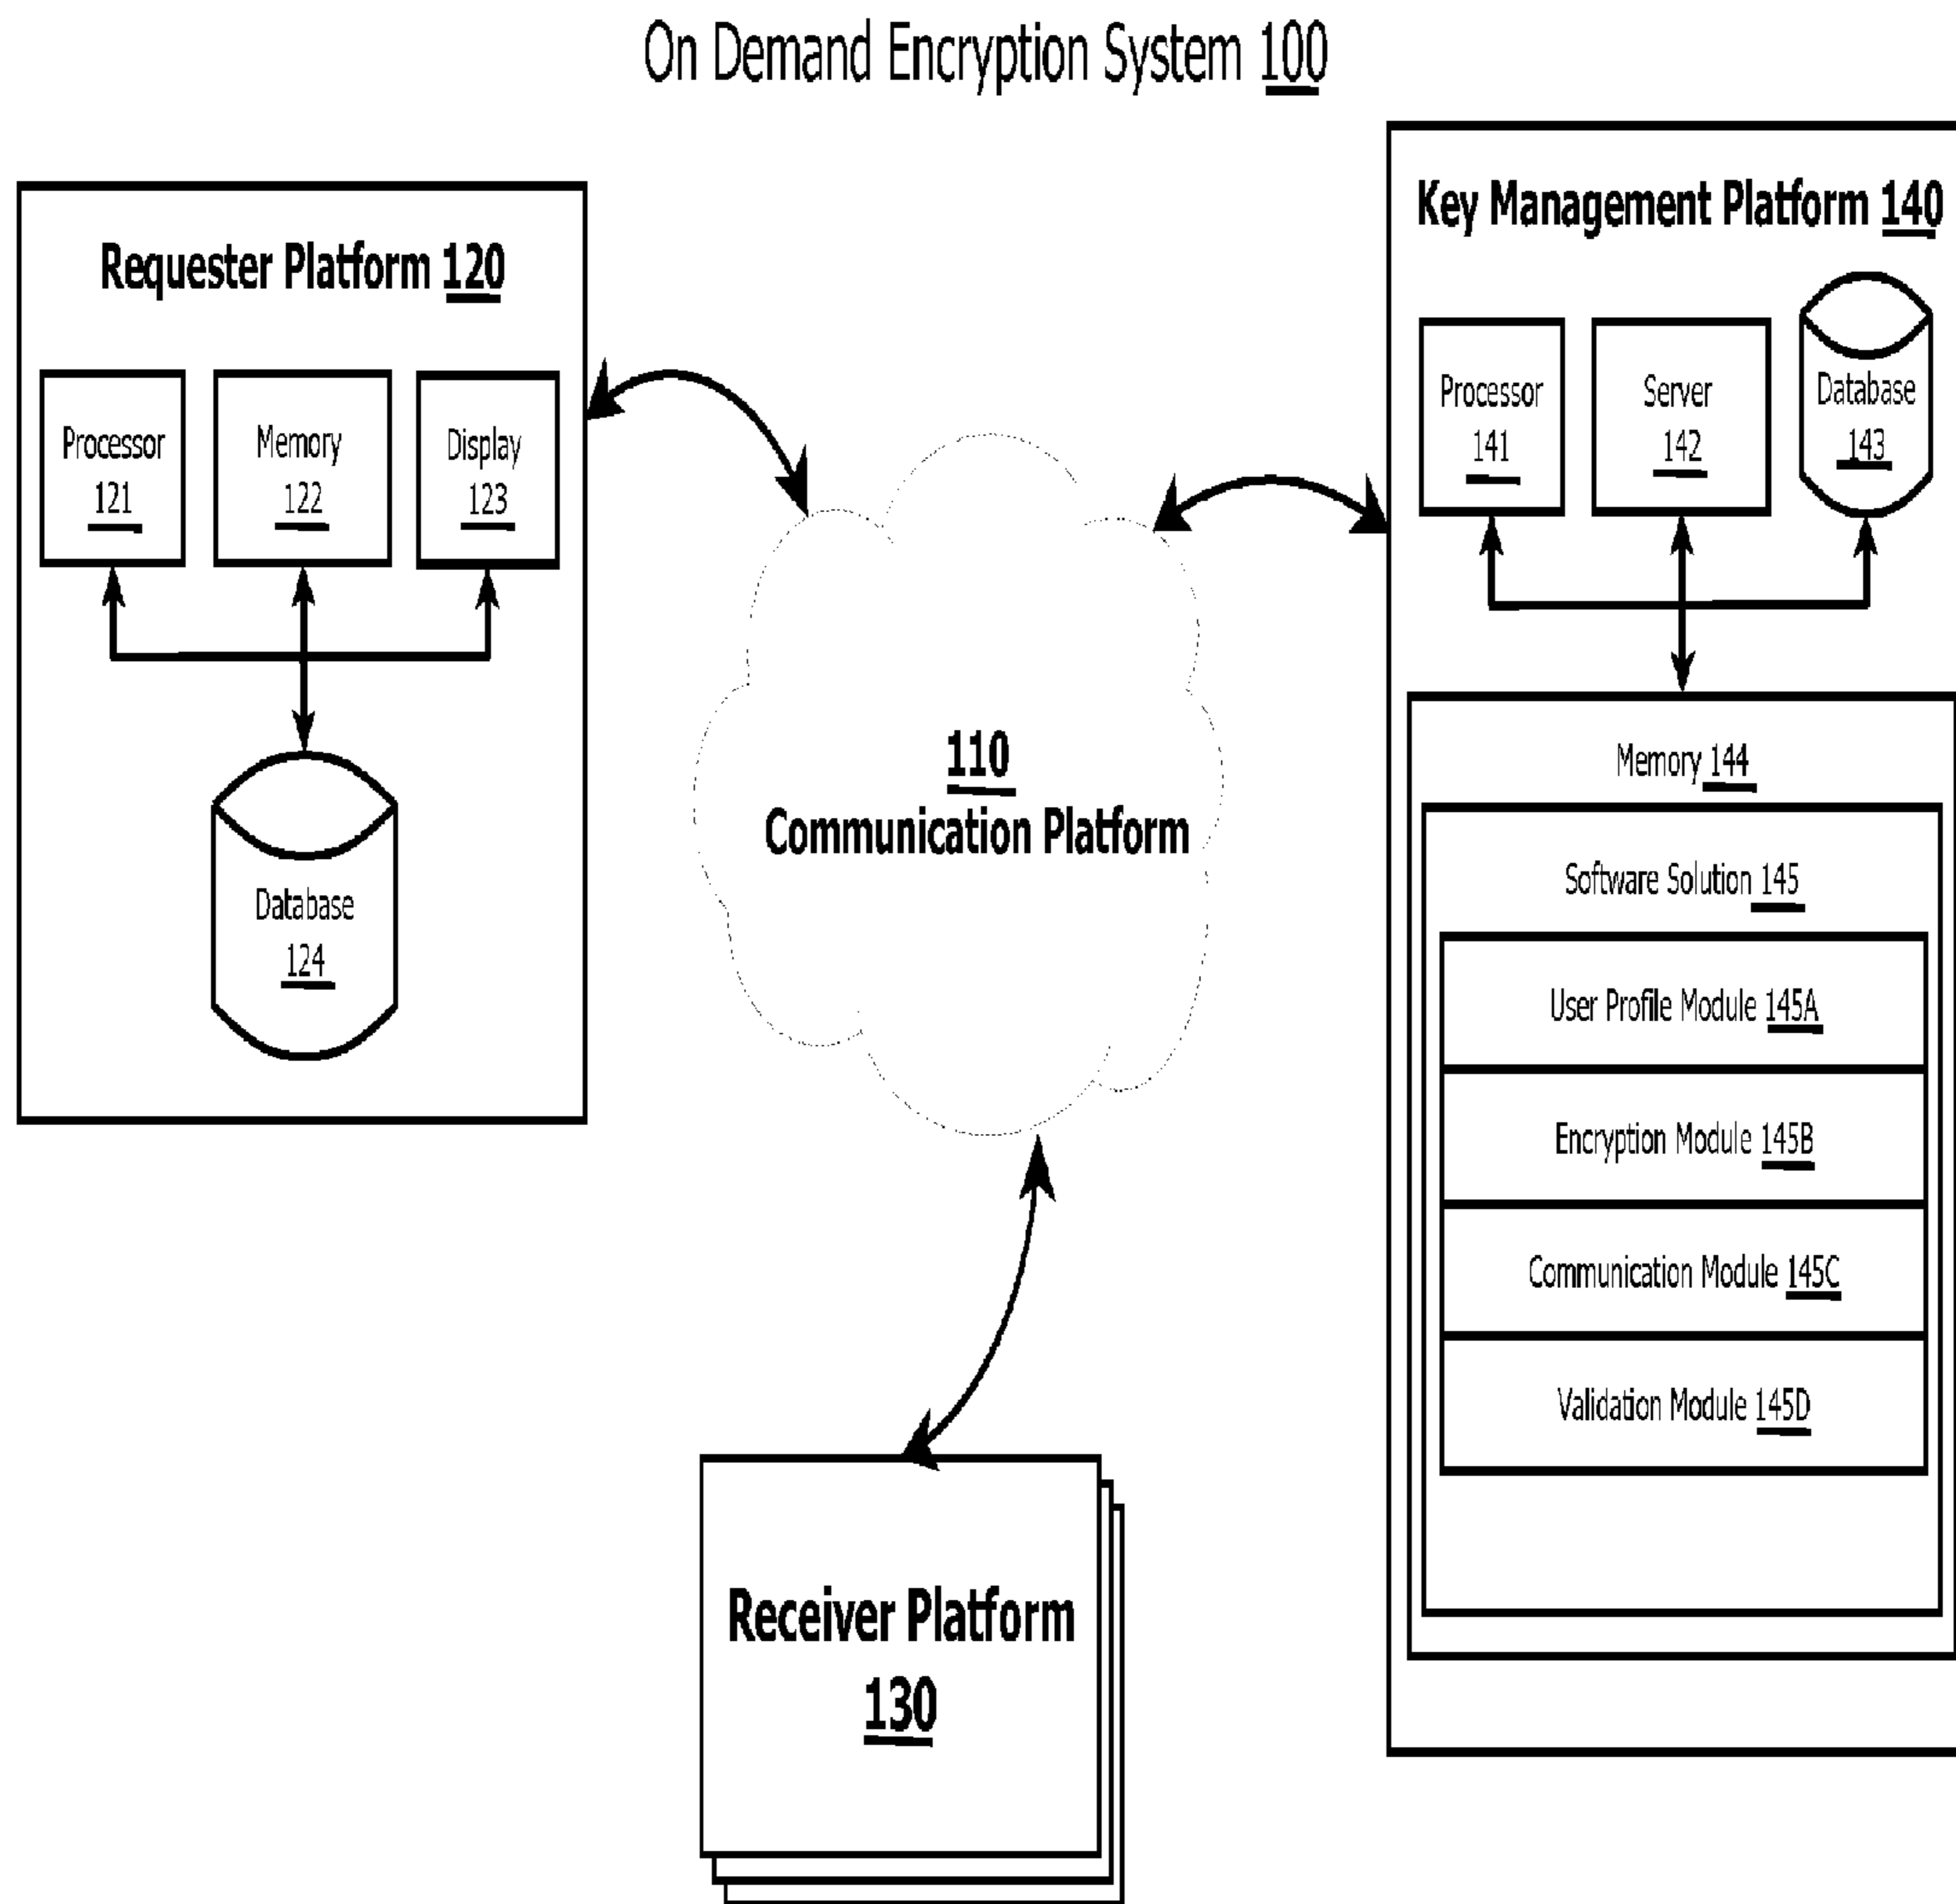 On Demand Encryption System 100
Requester Platform 120
Processor
121
Memory
122
Display
123
Database
124
110
Communication Platform
Receiver Platform
130
Key Management Platform 140
Processor
141
Server
142
Database
143
Memory 144
Software Solution 145
User Profile Module 145A
Encryption Module 145B
Communication Module 145C
Validation Module 145D